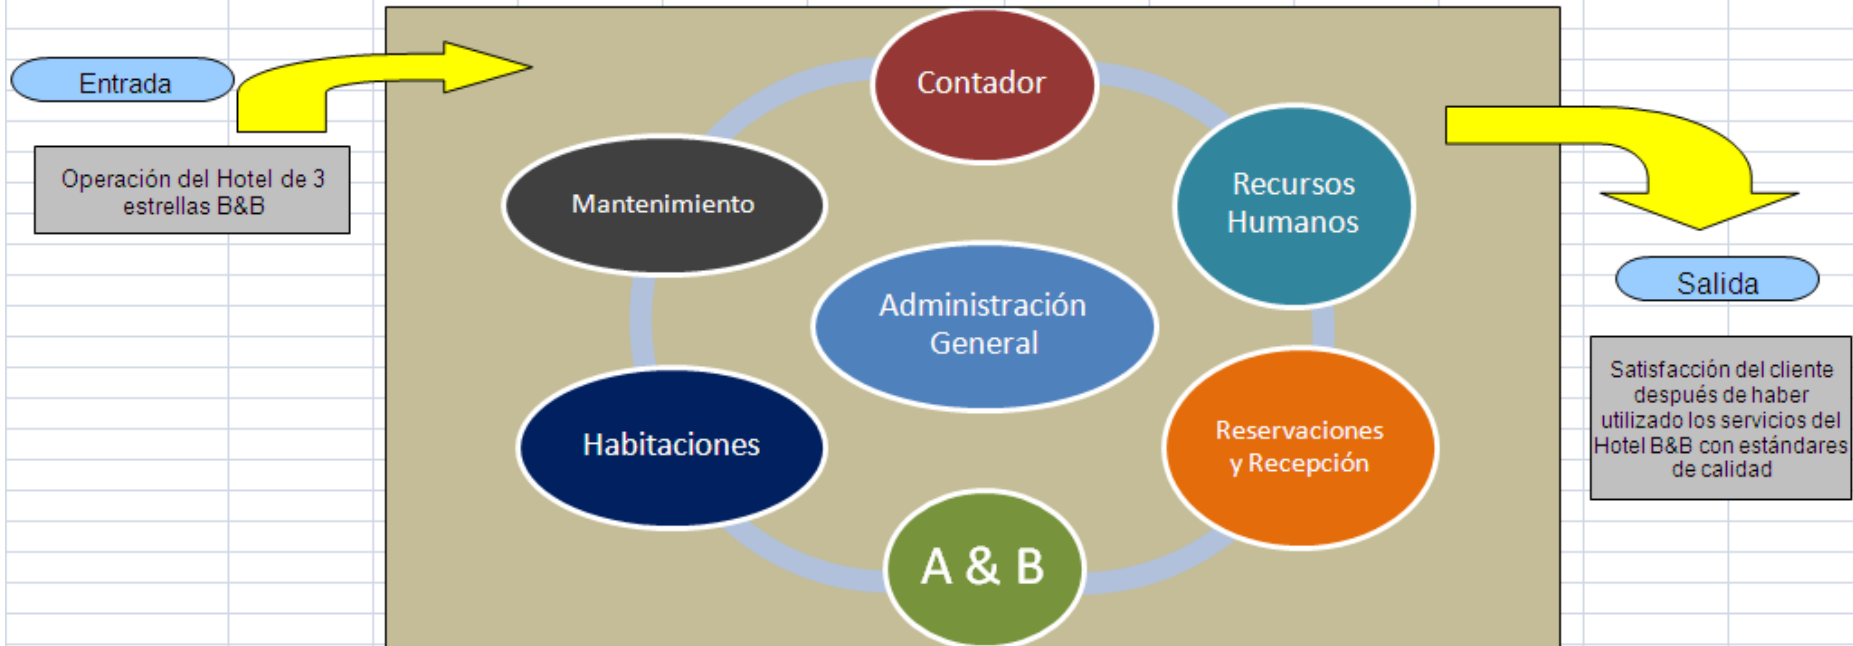 Entrada
Operación del Hotel de 3
estrellas B&B
Contador
Recursos
Humanos
Mantenimiento
Administración
General
Habitaciones
Reservaciones
y Recepción
A & B
Salida
Satisfacción del cliente
después de haber
utilizado los servicios del
Hotel B&B con estándares
de calidad